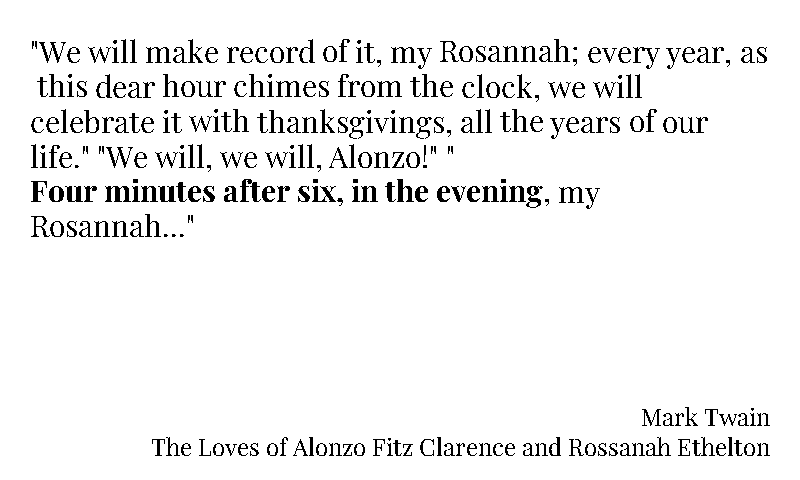 "We will make record of it, my Rosannah; every year, as
this dear hour chimes from the clock, we will
celebrate it with thanksgivings, all the years of our
life." "We will, we will, Alonzo!" "
Four minutes after six, in the evening, my
Rosannah..."
Mark Twain
The Loves of Alonzo Fitz Clarence and Rossanah Ethelton